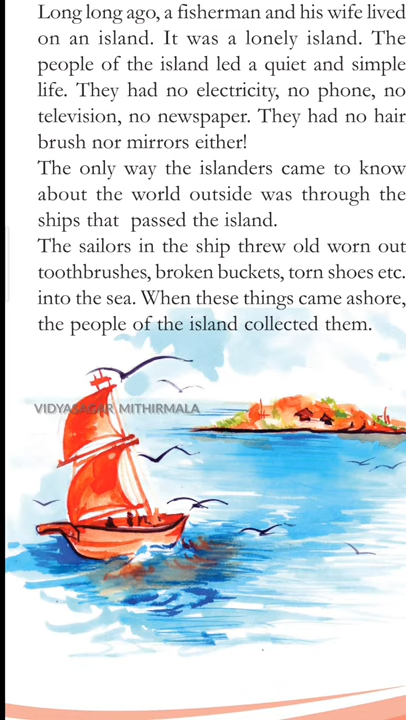 Long long ago, a fisherman and his wife lived
on an island. It was a lonely island. The
people of the island led a quiet and simple
life. They had no electricity, no phone, no
television, no newspaper. They had no hair
brush nor mirrors either!
The only way the islanders came to know
about the world outside was through the
ships that passed the island.
The sailors in the ship threw old worn out
toothbrushes, broken buckets, torn shoes etc.
into the sea. When these things came ashore,
the people of the island collected them.
VIDYASAGAR MITHIRMALA